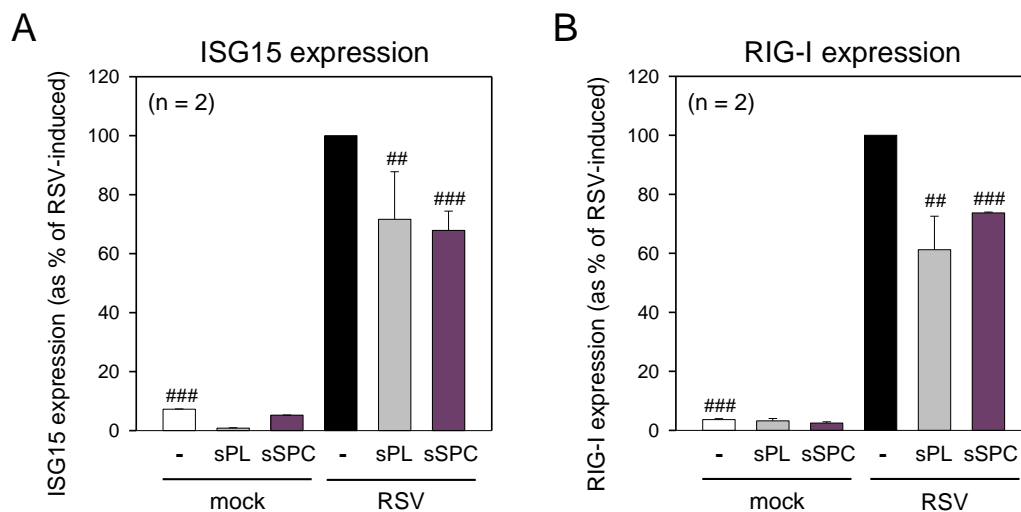 A
ISG15 expression
ISG15 expression (as % of RSV-induced)
(n = 2)
120
100
80
60
40
20
0
###
##
###
- sPL sSPC - sPL sSPC
mock RSV
B
RIG-I expression
RIG-I expression (as % of RSV-induced)
(n = 2)
120
100
80
60
40
20
0
###
##
###
- sPL sSPC - sPL sSPC
mock RSV